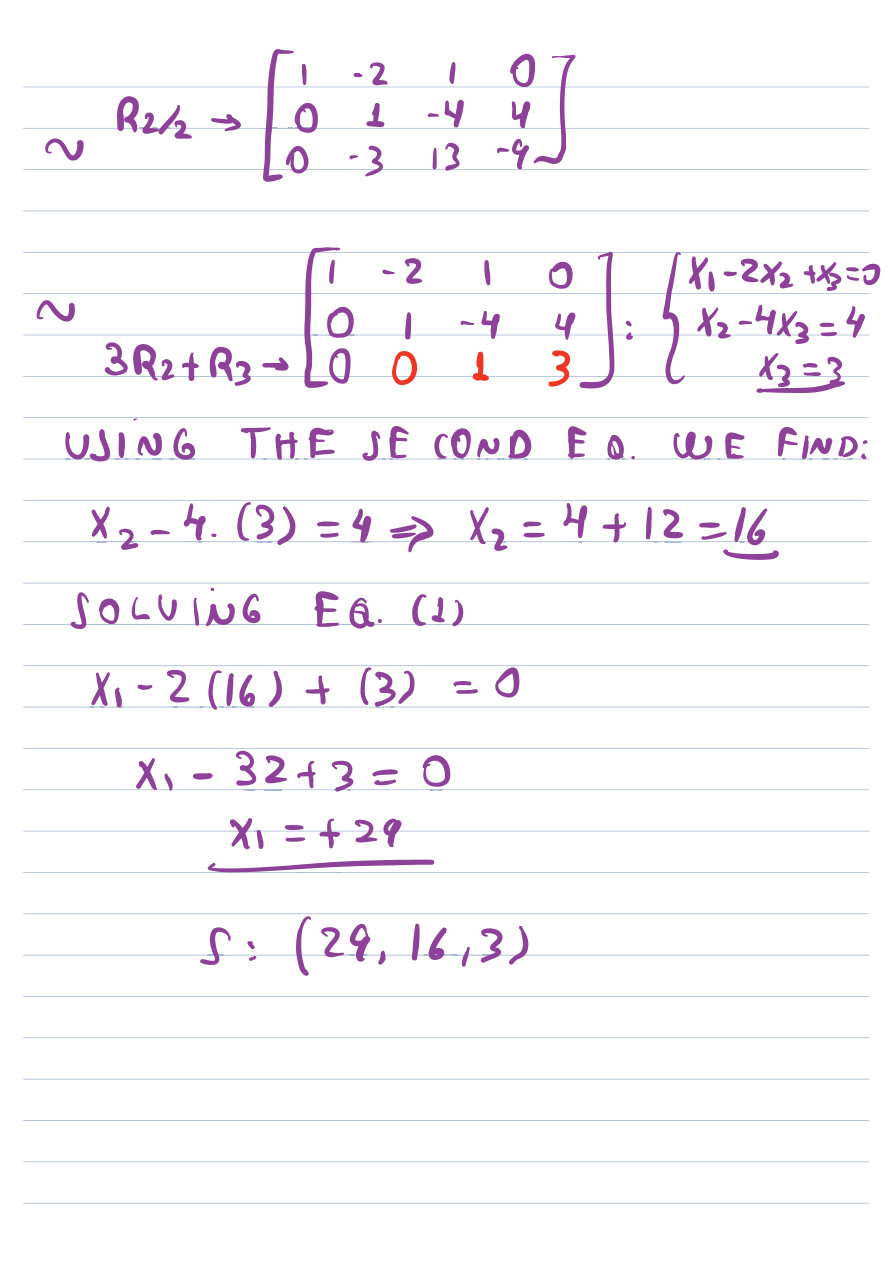 1 -2 1 0
R2/2 → 0 1 -4 4
~ 0 -3 13 -9
1 -2 1 0 x1-2x2+x3=0
~ 0 1 -4 4 : x2-4x3=4
3R2+R3→ 0 0 1 3 x3=3
USING THE SECOND EQ. WE FIND:
x2-4.(3)=4 ⇒ x2=4+12=16
SOLVING EQ. (1)
x1-2(16)+(3)=0
x1-32+3=0
x1=+29
S: (29, 16, 3)